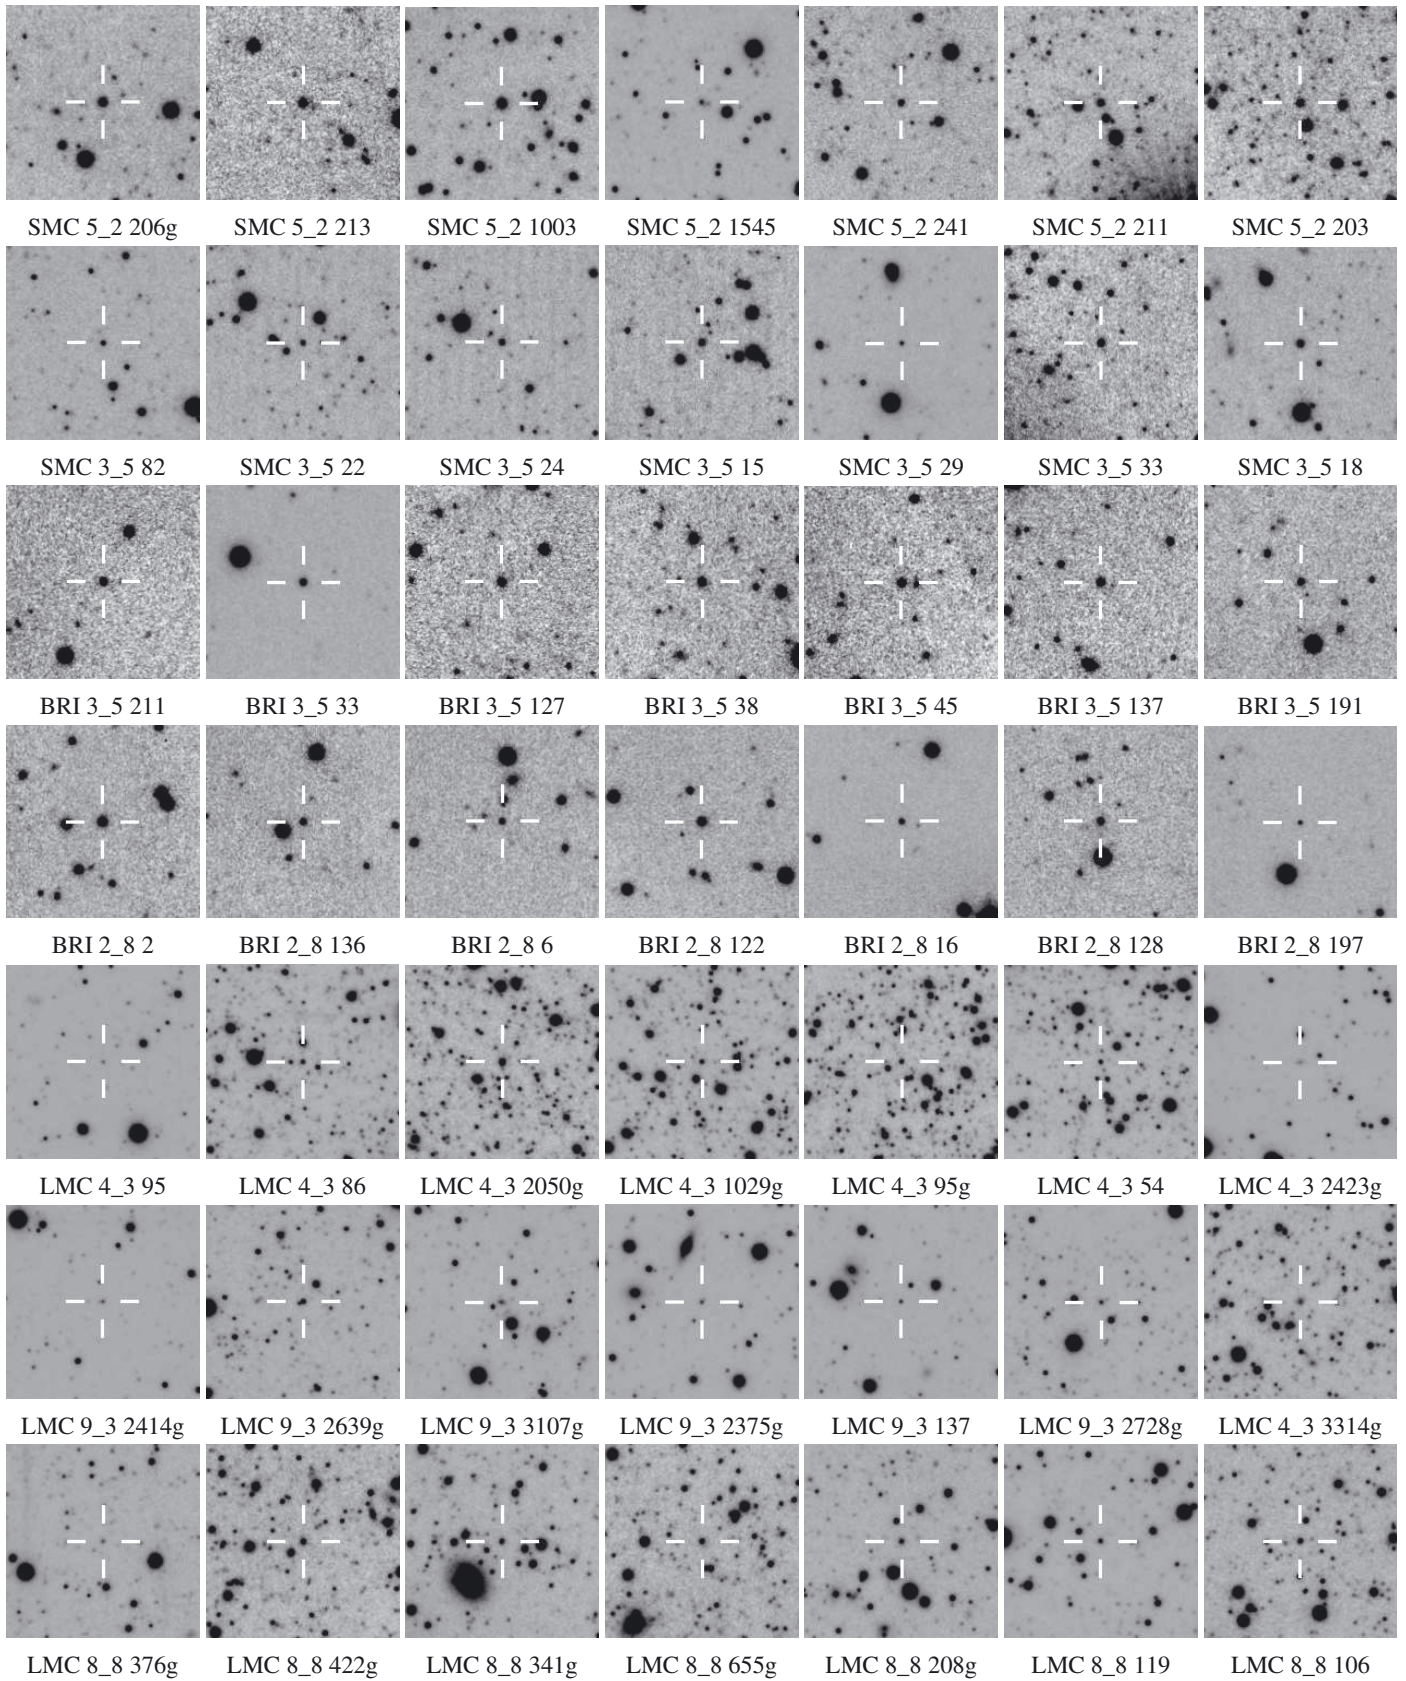 SMC 5_2 206g SMC 5_2 213 SMC 5_2 1003 SMC 5_2 1545 SMC 5_2 241 SMC 5_2 211 SMC 5_2 203
SMC 3_5 82 SMC 3_5 22 SMC 3_5 24 SMC 3_5 15 SMC 3_5 29 SMC 3_5 33 SMC 3_5 18
BRI 3_5 211 BRI 3_5 33 BRI 3_5 127 BRI 3_5 38 BRI 3_5 45 BRI 3_5 137 BRI 3_5 191
BRI 2_8 2 BRI 2_8 136 BRI 2_8 6 BRI 2_8 122 BRI 2_8 16 BRI 2_8 128 BRI 2_8 197
LMC 4_3 95 LMC 4_3 86 LMC 4_3 2050g LMC 4_3 1029g LMC 4_3 95g LMC 4_3 54 LMC 4_3 2423g
LMC 9_3 2414g LMC 9_3 2639g LMC 9_3 3107g LMC 9_3 2375g LMC 9_3 137 LMC 9_3 2728g LMC 4_3 3314g
LMC 8_8 376g LMC 8_8 422g LMC 8_8 341g LMC 8_8 655g LMC 8_8 208g LMC 8_8 119 LMC 8_8 106